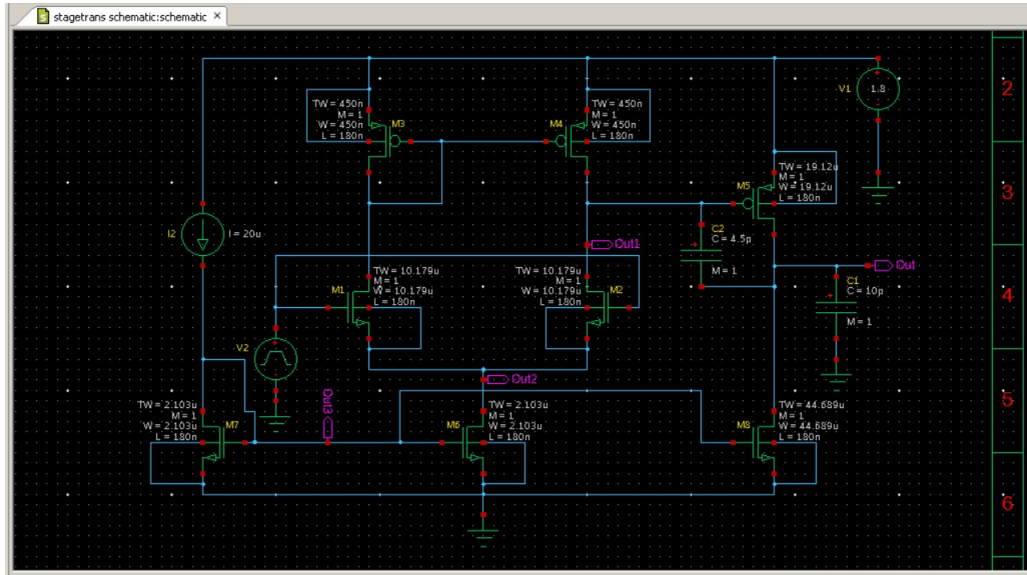 stagetrans schematic:schematic
V1
1.8
2
TW = 450n
M = 1
W = 450n
L = 180n
M3
TW = 450n
M = 1
W = 450n
L = 180n
M4
TW = 19.12u
M = 1
W = 19.12u
L = 180n
M5
3
I2
I = 20u
C2
C = 4.5p
M = 1
Out1
Out
C1
C = 10p
M = 1
TW = 10.179u
M = 1
W = 10.179u
L = 180n
M1
TW = 10.179u
M = 1
W = 10.179u
L = 180n
M2
4
V2
Out2
Out3
5
TW = 2.103u
M = 1
W = 2.103u
L = 180n
M7
TW = 2.103u
M = 1
W = 2.103u
L = 180n
M6
TW = 44.689u
M = 1
W = 44.689u
L = 180n
M8
6